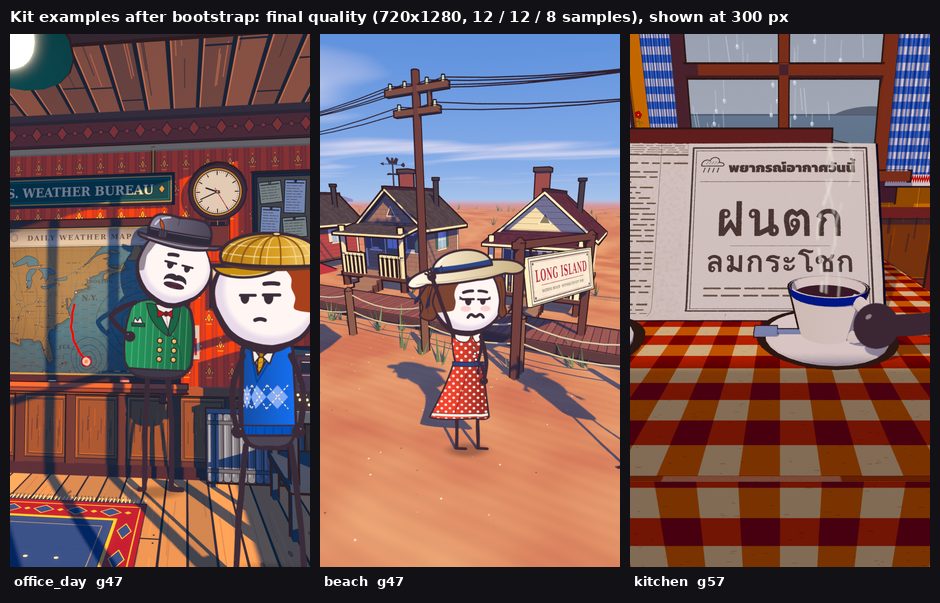 Kit examples after bootstrap: final quality (720x1280, 12 / 12 / 8 samples), shown at 300 px
S. WEATHER BUREAU
DAILY WEATHER MAP
N.Y.
LONG ISLAND
พยากรณ์อากาศวันนี้
ฝนตก
ลมกระโชก
office_day g47
beach g47
kitchen g57